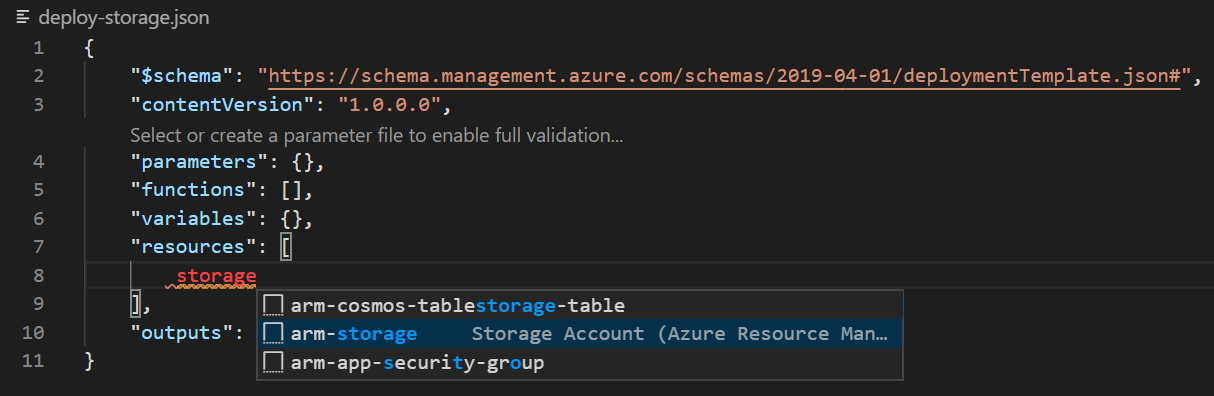 deploy-storage.json
1 {
2 "$schema": "https://schema.management.azure.com/schemas/2019-04-01/deploymentTemplate.json#",
3 "contentVersion": "1.0.0.0",
Select or create a parameter file to enable full validation...
4 "parameters": {},
5 "functions": [],
6 "variables": {},
7 "resources": [
8 storage
9 ],
arm-cosmos-tablestorage-table
10 "outputs":
arm-storage Storage Account (Azure Resource Man…
11 }
arm-app-security-group